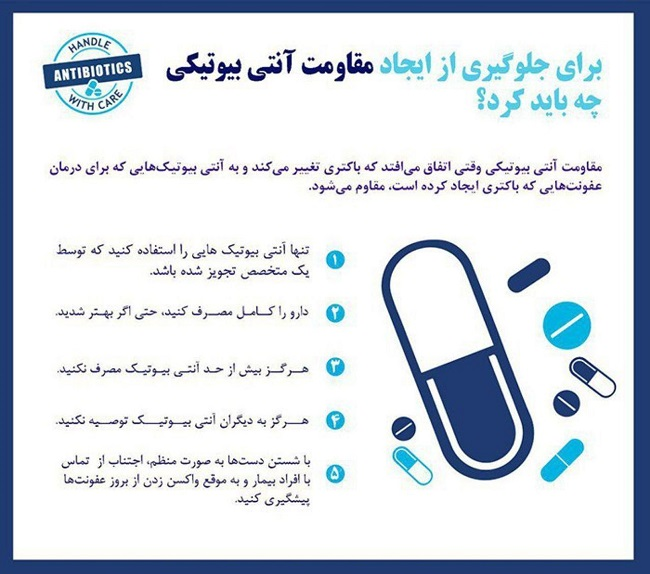 HANDLE
ANTIBIOTICS
WITH CARE
برای جلوگیری از ایجاد مقاومت آنتی بیوتیکی
چه باید کرد؟
مقاومت آنتی بیوتیکی وقتی اتفاق می‌افتد که باکتری تغییر می‌کند و به آنتی بیوتیک‌هایی که برای درمان
عفونت‌هایی که باکتری ایجاد کرده است، مقاوم می‌شود.
۱ تنها آنتی بیوتیک هایی را استفاده کنید که توسط
یک متخصص تجویز شده باشد.
۲ دارو را کامل مصرف کنید، حتی اگر بهتر شدید.
۳ هرگز بیش از حد آنتی بیوتیک مصرف نکنید.
۴ هرگز به دیگران آنتی بیوتیک توصیه نکنید.
۵ با شستن دست‌ها به صورت منظم، اجتناب از تماس
با افراد بیمار و به موقع واکسن زدن از بروز عفونت‌ها
پیشگیری کنید.